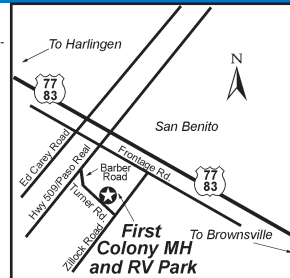 To Harlingen
N
77
83
San Benito
Ed Carey Road
Hwy 509/Paso Real
Barber
Road
Frontage Rd.
77
83
Turner Rd.
Zillock Road
First
Colony MH
and RV Park
To Brownsville